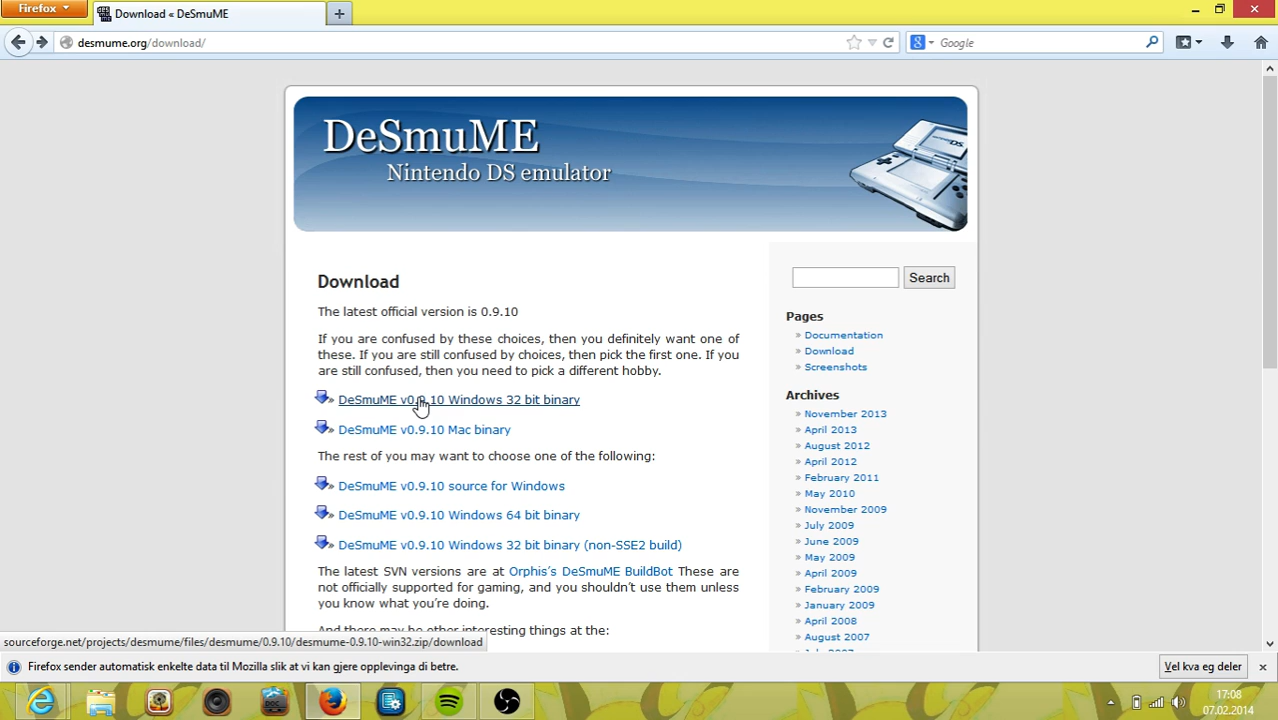 Firefox
Download « DeSmuME
desmume.org/download/
Google
DeSmuME
Nintendo DS emulator
Download
The latest official version is 0.9.10
If you are confused by these choices, then you definitely want one of
these. If you are still confused by choices, then pick the first one. If you
are still confused, then you need to pick a different hobby.
» DeSmuME v0.9.10 Windows 32 bit binary
» DeSmuME v0.9.10 Mac binary
The rest of you may want to choose one of the following:
» DeSmuME v0.9.10 source for Windows
» DeSmuME v0.9.10 Windows 64 bit binary
» DeSmuME v0.9.10 Windows 32 bit binary (non-SSE2 build)
The latest SVN versions are at Orphis's DeSmuME BuildBot These are
not officially supported for gaming, and you shouldn't use them unless
you know what you're doing.
And there may be other interesting things at the:
Search
Pages
» Documentation
» Download
» Screenshots
Archives
» November 2013
» April 2013
» August 2012
» April 2012
» February 2011
» May 2010
» November 2009
» July 2009
» June 2009
» May 2009
» April 2009
» February 2009
» January 2009
» April 2008
» August 2007
sourceforge.net/projects/desmume/files/desmume/0.9.10/desmume-0.9.10-win32.zip/download
Firefox sender automatisk enkelte data til Mozilla slik at vi kan gjere opplevinga di betre.
Vel kva eg deler
17:08
07.02.2014